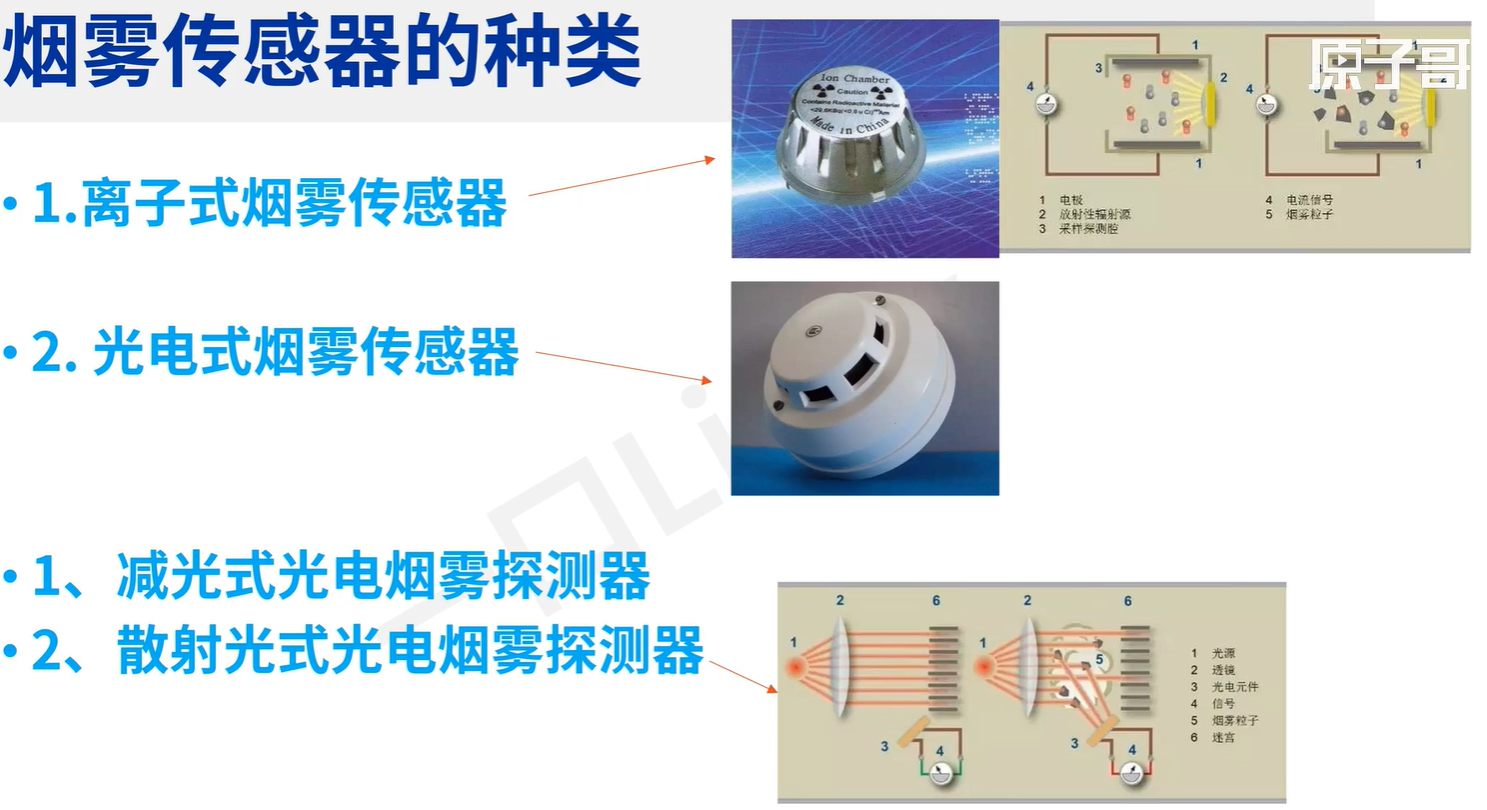 烟雾传感器的种类
• 1.离子式烟雾传感器
• 2. 光电式烟雾传感器
• 1、减光式光电烟雾探测器
• 2、散射光式光电烟雾探测器
Ion Chamber
Caution
Contains Radioactive Material
Made in China
原子哥
1
3
2
4
1
1
4
1
1 电极
2 放射性辐射源
3 采样探测腔
4 电流信号
5 烟雾粒子
2 6 2 6
1 1 5
3 4 3 4
1 光源
2 透镜
3 光电元件
4 信号
5 烟雾粒子
6 迷宫